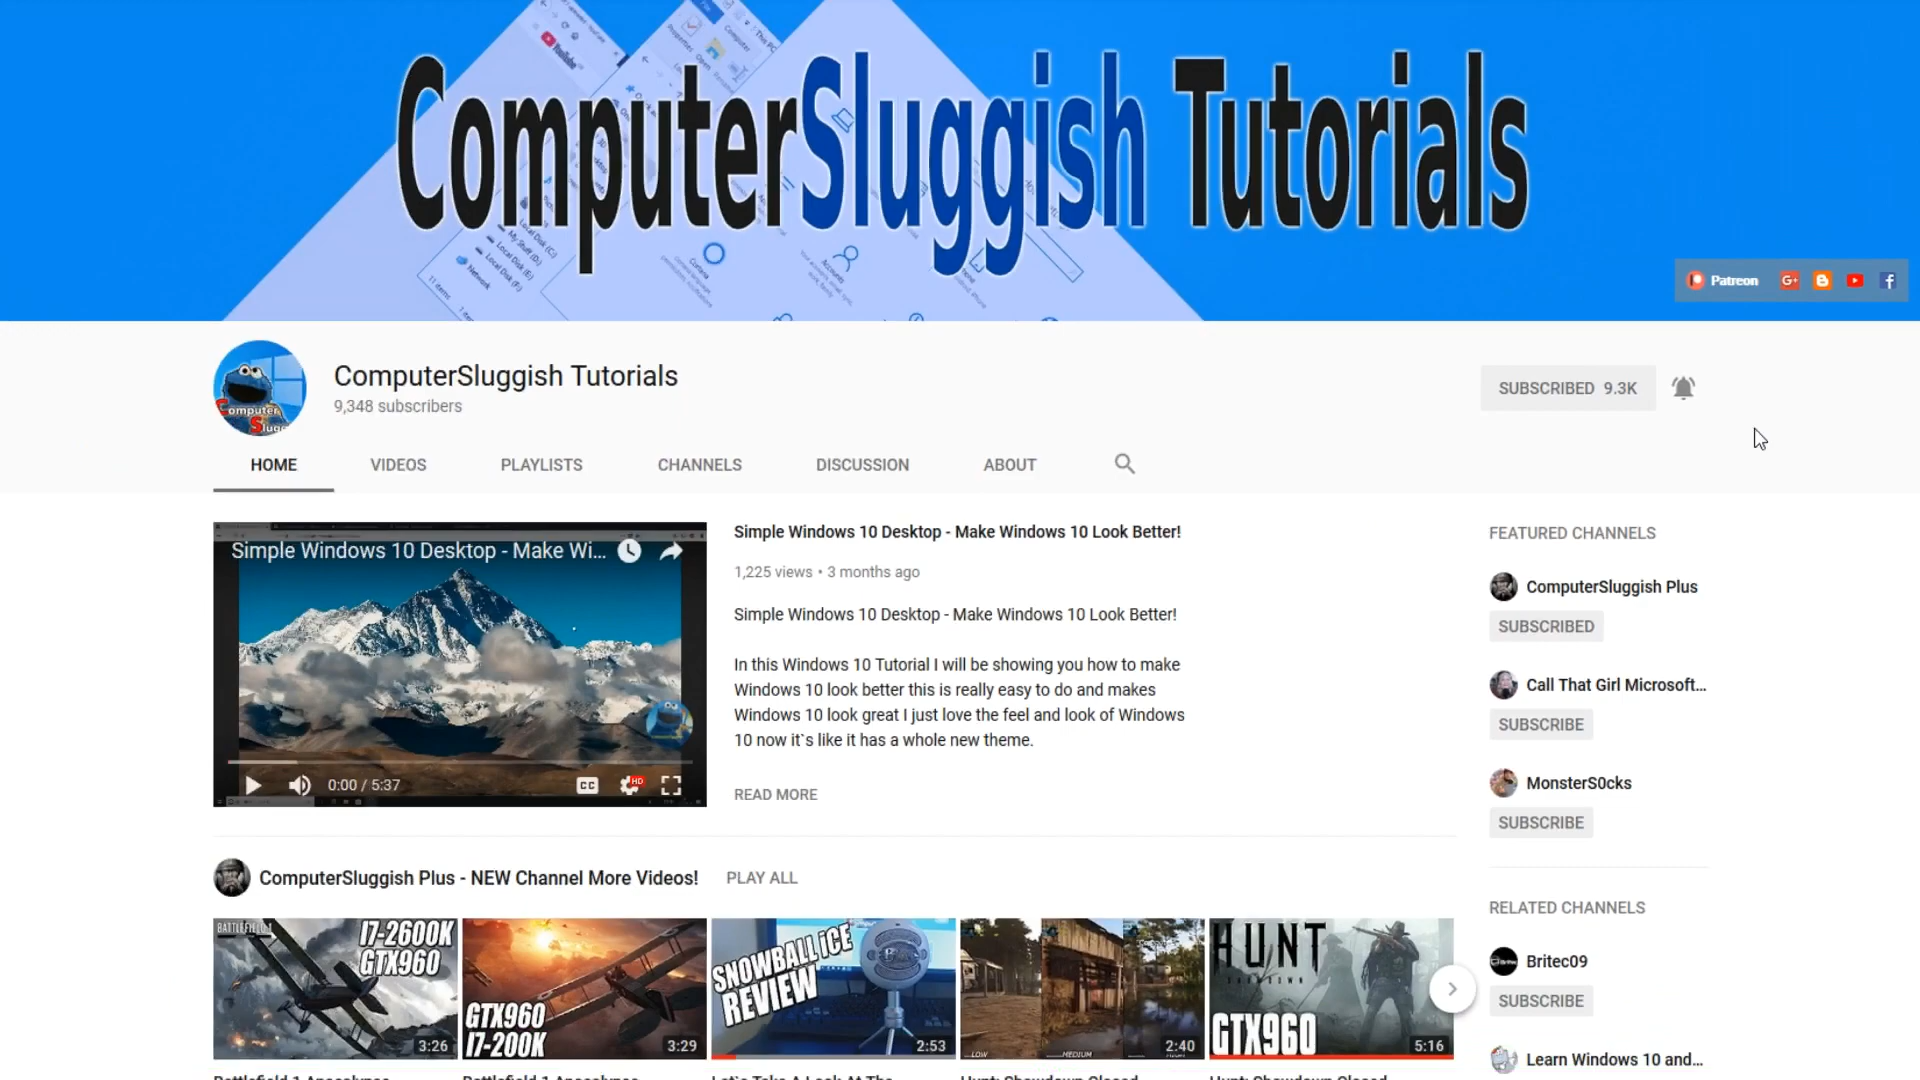 ComputerSluggish Tutorials
Patreon
ComputerSluggish Tutorials
9,348 subscribers
SUBSCRIBED 9.3K
HOME VIDEOS PLAYLISTS CHANNELS DISCUSSION ABOUT
Simple Windows 10 Desktop - Make Wi...
0:00 / 5:37
CC
HD
Simple Windows 10 Desktop - Make Windows 10 Look Better!
1,225 views • 3 months ago
Simple Windows 10 Desktop - Make Windows 10 Look Better!
In this Windows 10 Tutorial I will be showing you how to make
Windows 10 look better this is really easy to do and makes
Windows 10 look great I just love the feel and look of Windows
10 now it`s like it has a whole new theme.
READ MORE
FEATURED CHANNELS
ComputerSluggish Plus
SUBSCRIBED
Call That Girl Microsoft...
SUBSCRIBE
MonsterS0cks
SUBSCRIBE
RELATED CHANNELS
Britec09
SUBSCRIBE
Learn Windows 10 and...
ComputerSluggish Plus - NEW Channel More Videos! PLAY ALL
BATTLEFIELD 1
I7-2600K
GTX960
3:26
GTX960
I7-200K
3:29
SNOWBALL iCE
REVIEW
2:53
LOW
MEDIUM
2:40
HUNT
SHOWDOWN
GTX960
5:16